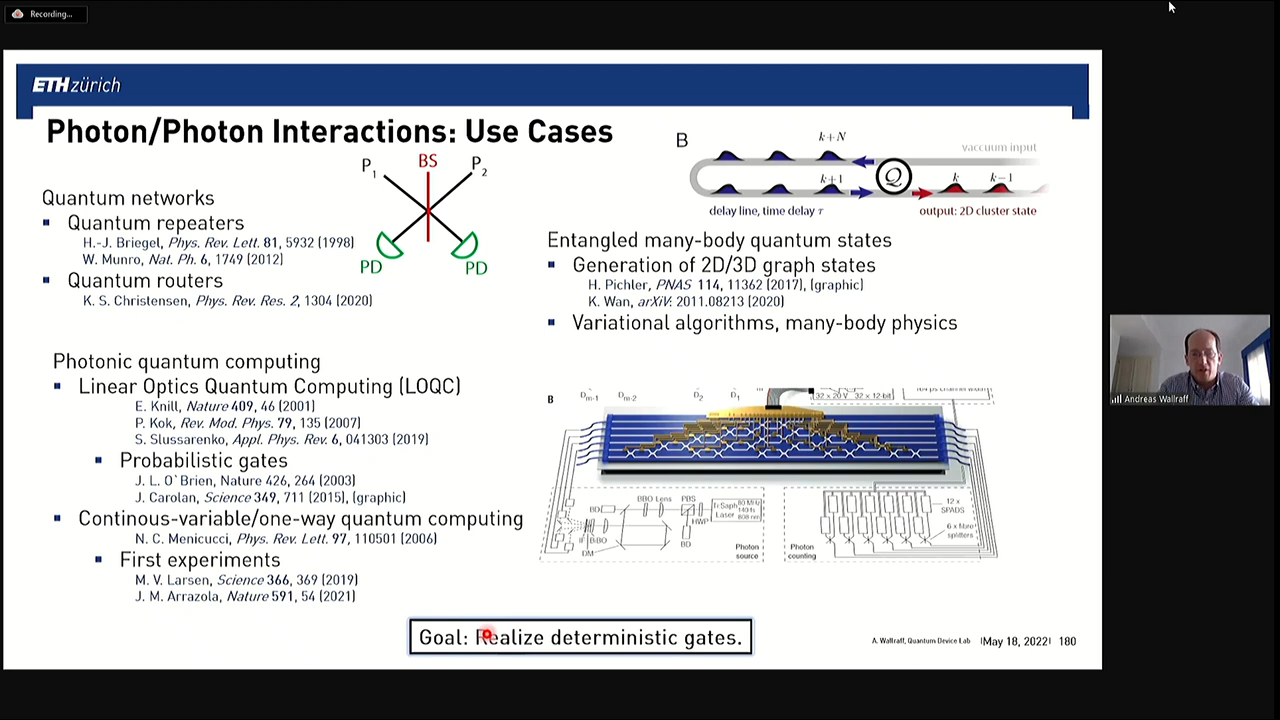 Recording...
ETH zürich
Photon/Photon Interactions: Use Cases
P1
BS
P2
PD
PD
Quantum networks
Quantum repeaters
H.-J. Briegel, Phys. Rev. Lett. 81, 5932 (1998)
W. Munro, Nat. Ph. 6, 1749 (2012)
Quantum routers
K. S. Christensen, Phys. Rev. Res. 2, 1304 (2020)
Photonic quantum computing
Linear Optics Quantum Computing (LOQC)
E. Knill, Nature 409, 46 (2001)
P. Kok, Rev. Mod. Phys. 79, 135 (2007)
S. Slussarenko, Appl. Phys. Rev. 6, 041303 (2019)
Probabilistic gates
J. L. O`Brien, Nature 426, 264 (2003)
J. Carolan, Science 349, 711 (2015), (graphic)
Continous-variable/one-way quantum computing
N. C. Menicucci, Phys. Rev. Lett. 97, 110501 (2006)
First experiments
M. V. Larsen, Science 366, 369 (2019)
J. M. Arrazola, Nature 591, 54 (2021)
B
k+N
vaccuum input
k+1
Q
k
k−1
delay line, time delay τ
output: 2D cluster state
Entangled many-body quantum states
Generation of 2D/3D graph states
H. Pichler, PNAS 114, 11362 (2017), (graphic)
K. Wan, arXiV: 2011.08213 (2020)
Variational algorithms, many-body physics
B
Dm-2
D2
D1
32 x 20 V 32 x 12-bit
BBO Lens
PBS
BD
Ti:Saph
Laser
HWP
BD
DM
Photon
source
Photon
counting
12 x
SPADS
6 x fibre
splitters
Goal: Realize deterministic gates.
A. Wallraff, Quantum Device Lab
May 18, 2022
180
Andreas Wallraff